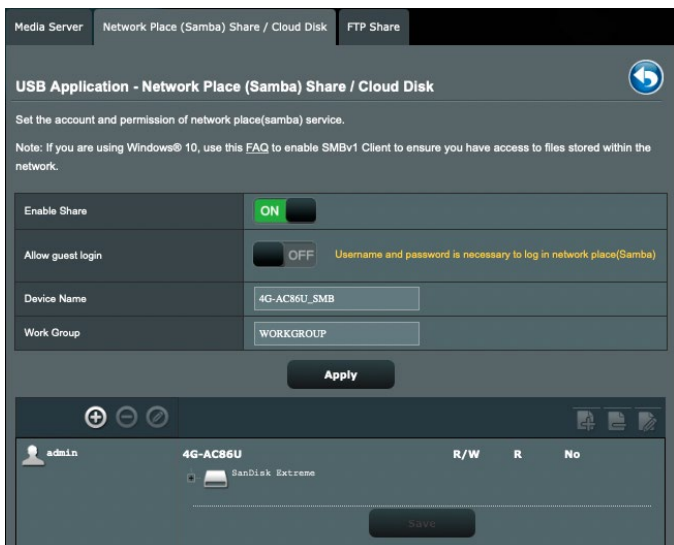 Media Server
Network Place (Samba) Share / Cloud Disk
FTP Share
USB Application - Network Place (Samba) Share / Cloud Disk
Set the account and permission of network place(samba) service.
Note: If you are using Windows® 10, use this FAQ to enable SMBv1 Client to ensure you have access to files stored within the
network.
Enable Share
ON
Allow guest login
OFF
Username and password is necessary to log in network place(Samba)
Device Name
4G-AC86U_SMB
Work Group
WORKGROUP
Apply
admin
4G-AC86U
R/W
R
No
SanDisk Extreme
Save